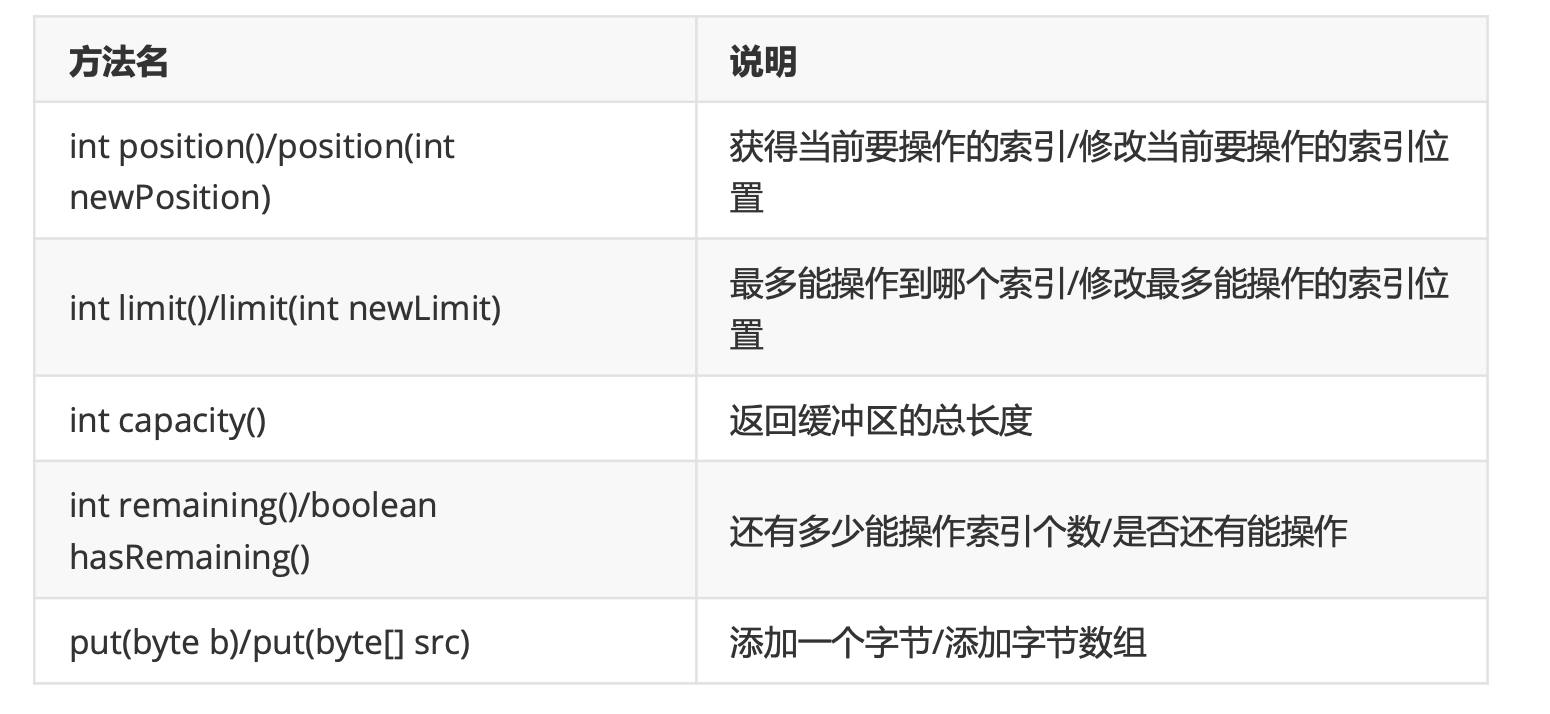 方法名
说明
int position()/position(int
newPosition)
获得当前要操作的索引/修改当前要操作的索引位
置
int limit()/limit(int newLimit)
最多能操作到哪个索引/修改最多能操作的索引位
置
int capacity()
返回缓冲区的总长度
int remaining()/boolean
hasRemaining()
还有多少能操作索引个数/是否还有能操作
put(byte b)/put(byte[] src)
添加一个字节/添加字节数组